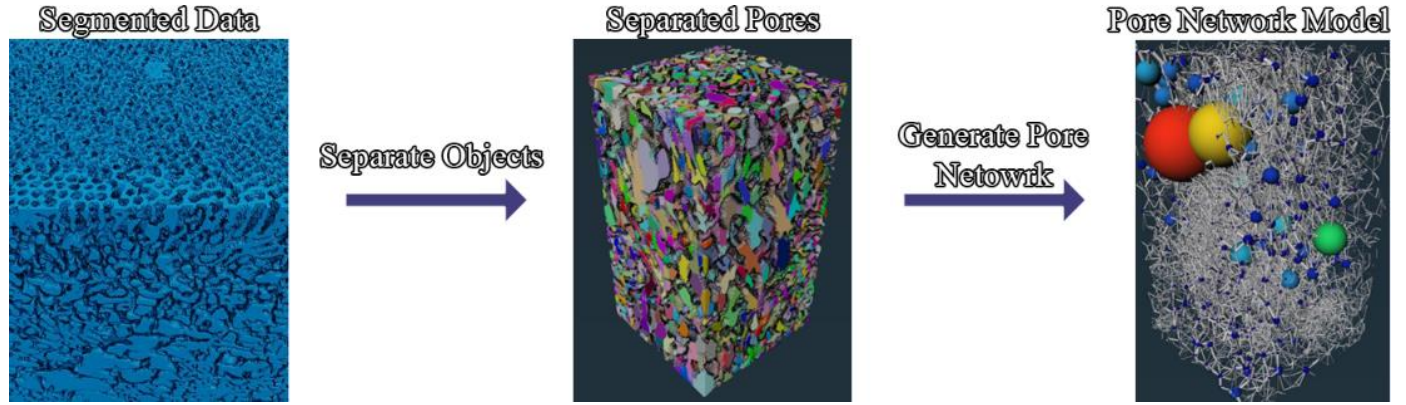 Segmented Data
Separated Pores
Pore Network Model
Separate Objects
Generate Pore
Netowrk